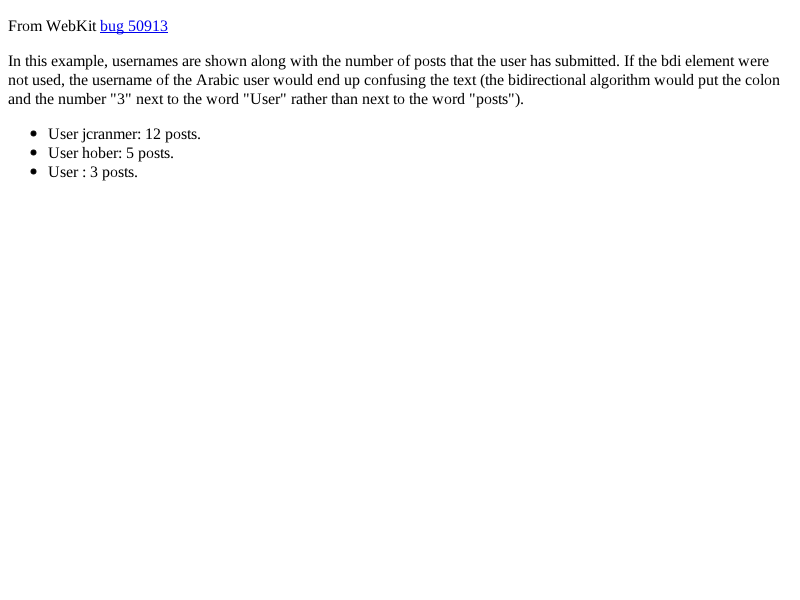 From WebKit bug 50913
In this example, usernames are shown along with the number of posts that the user has submitted. If the bdi element were
not used, the username of the Arabic user would end up confusing the text (the bidirectional algorithm would put the colon
and the number "3" next to the word "User" rather than next to the word "posts").
User jcranmer: 12 posts.
User hober: 5 posts.
User : 3 posts.